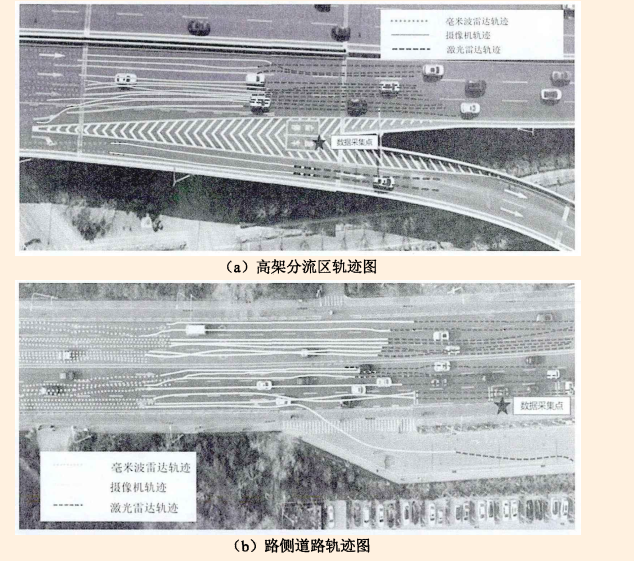 毫米波雷达轨迹
摄像机轨迹
激光雷达轨迹
数据采集点
（a）高架分流区轨迹图
数据采集点
毫米波雷达轨迹
摄像机轨迹
激光雷达轨迹
（b）路侧道路轨迹图